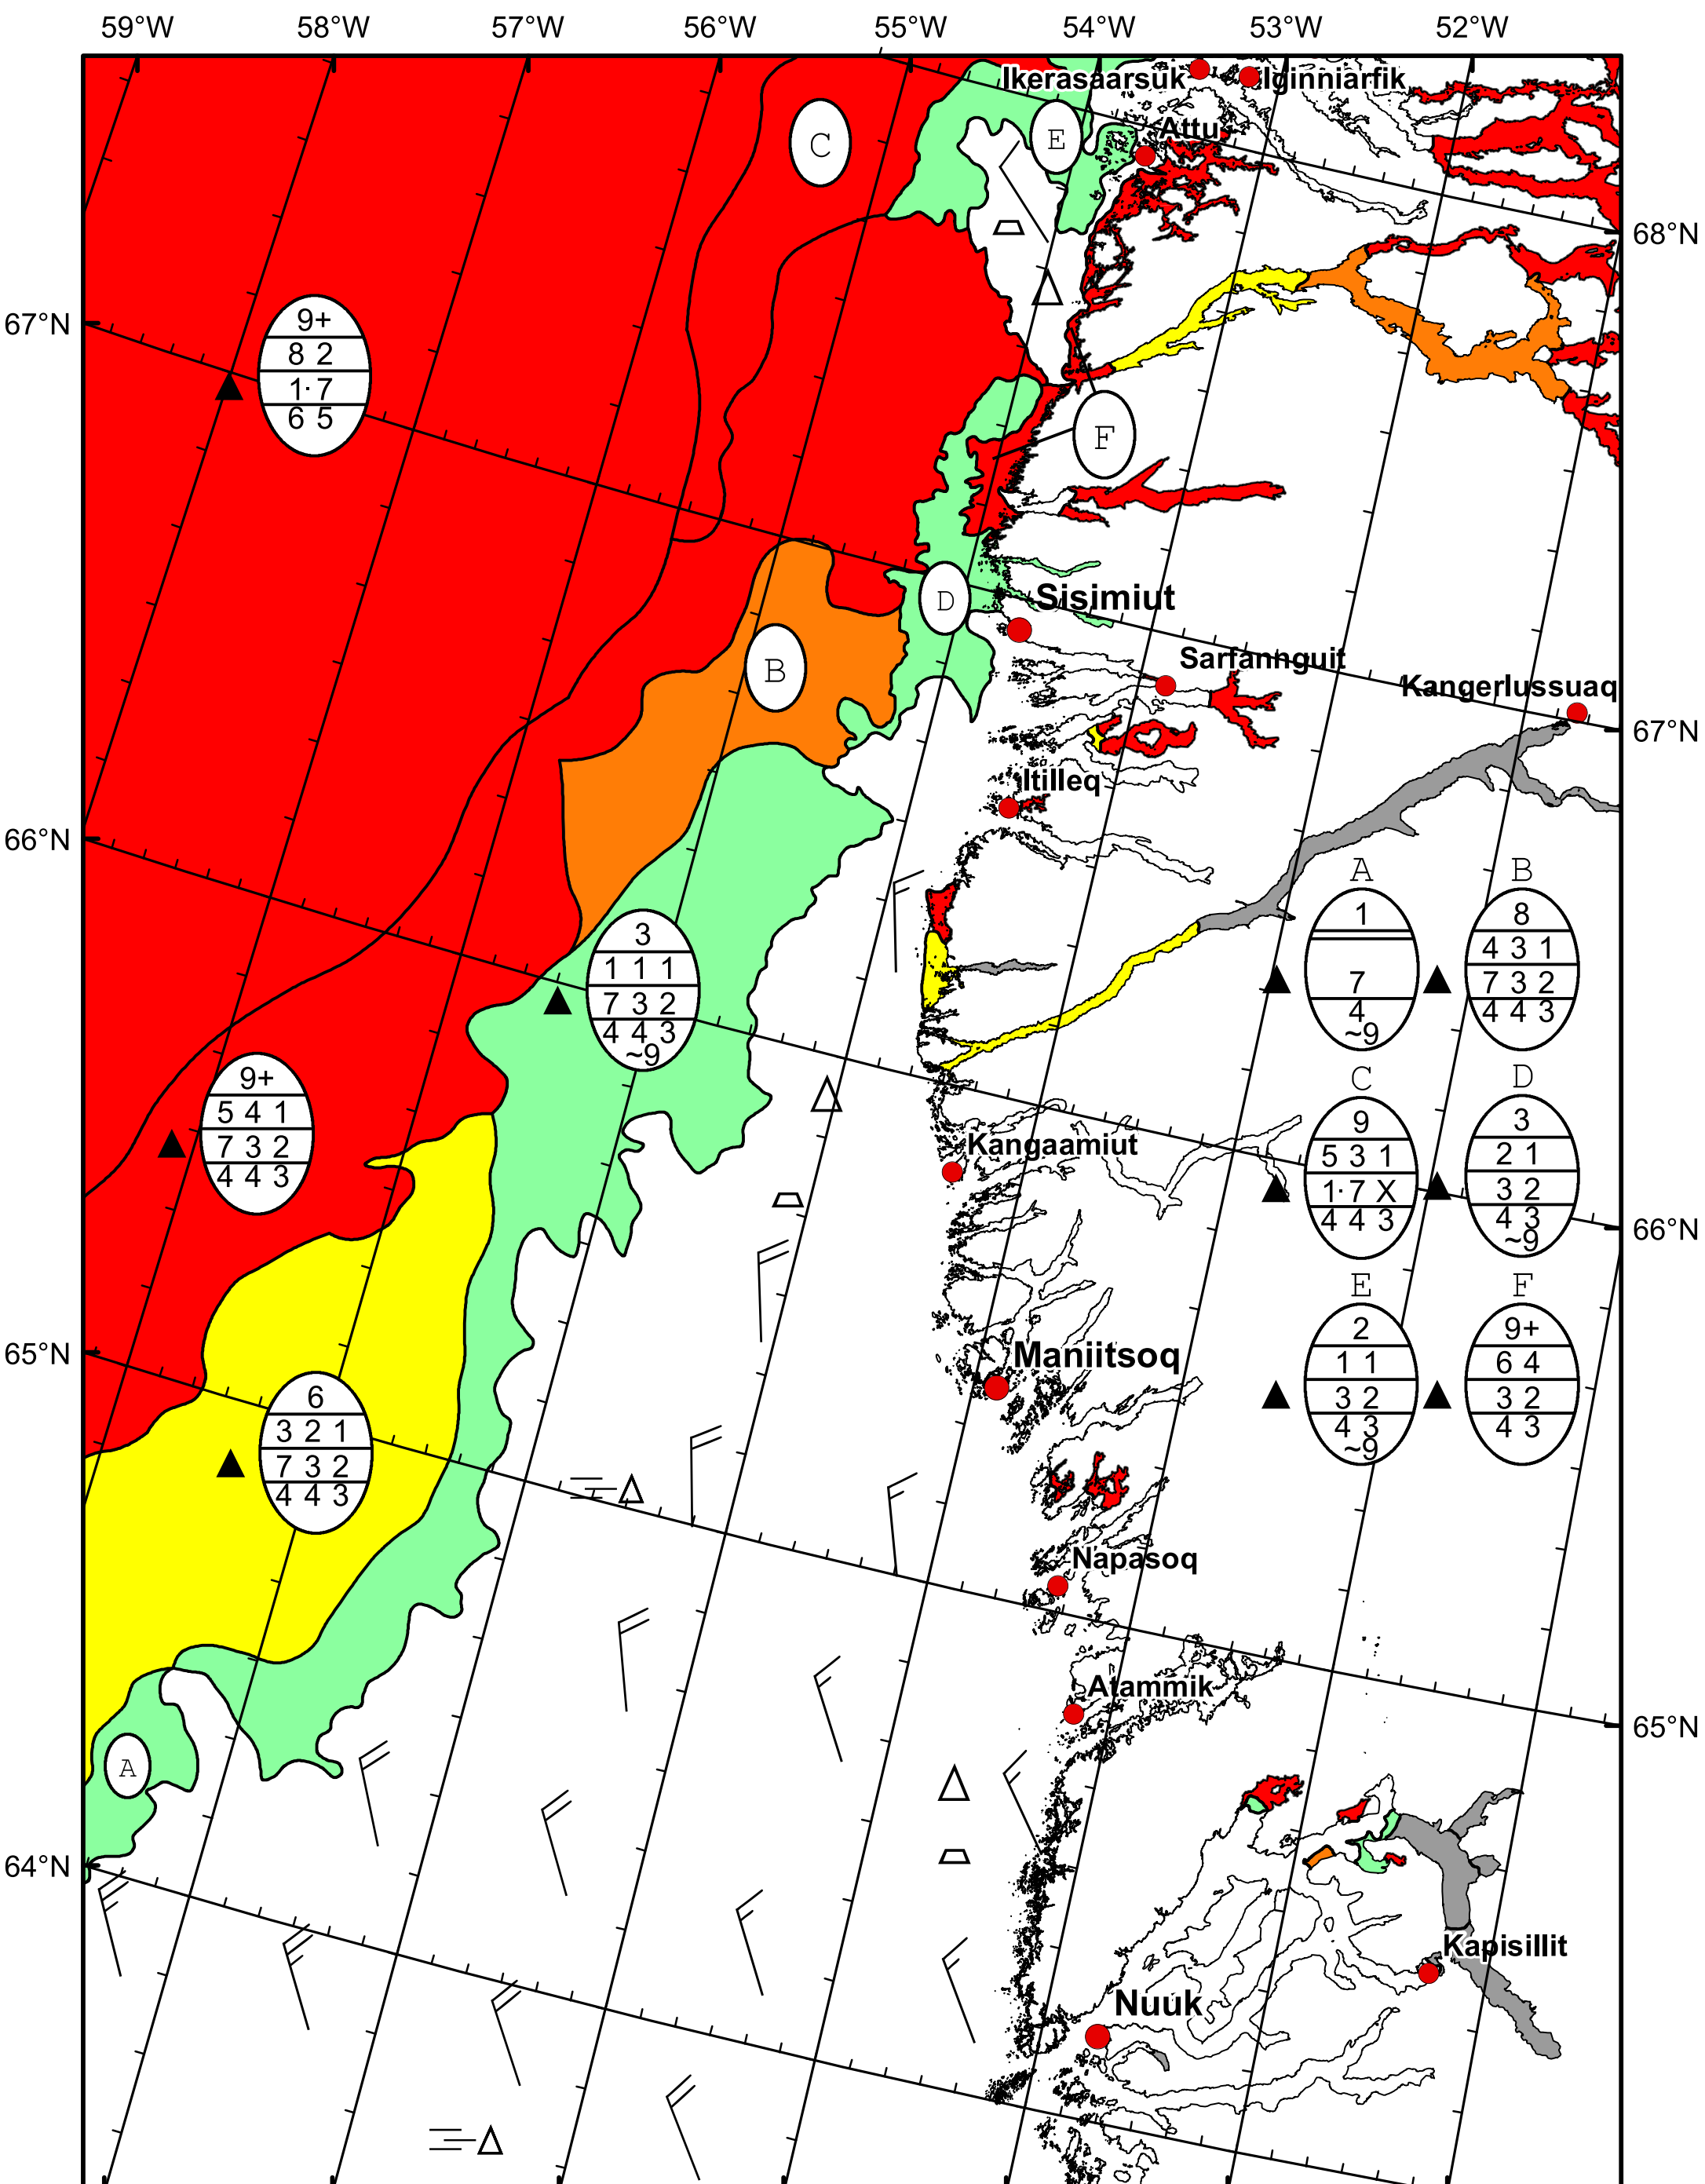 59°W 58°W 57°W 56°W 55°W 54°W 53°W 52°W
Ikerasaarsuk Iginniarfik
C
E
Attu
68°N
67°N
9+
8 2
1·7
6 5
F
D
Sisimiut
B
Sarfannguit
Kangerlussuaq
67°N
Itilleq
66°N
A
1
7
4
~9
B
8
4 3 1
7 3 2
4 4 3
3
1 1 1
7 3 2
4 4 3
~9
9+
5 4 1
7 3 2
4 4 3
C
9
5 3 1
1·7 X
4 4 3
D
3
2 1
3 2
4 3
~9
Kangaamiut
66°N
E
2
1 1
3 2
4 3
~9
F
9+
6 4
3 2
4 3
65°N
Maniitsoq
6
3 2 1
7 3 2
4 4 3
Napasoq
Atammik
65°N
A
64°N
Kapisillit
Nuuk